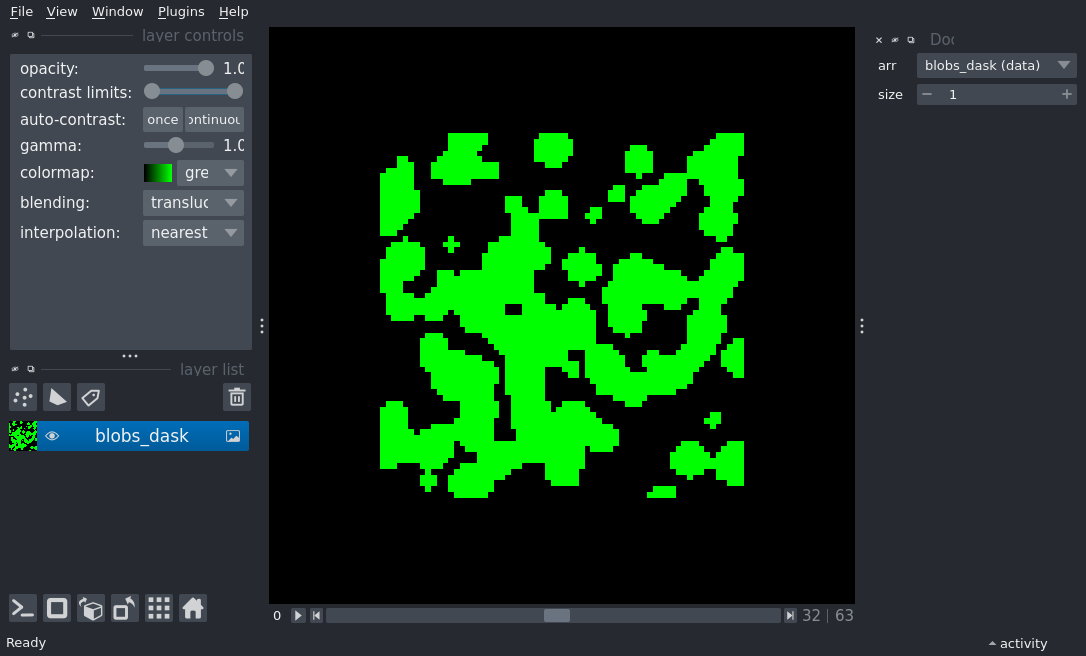 File View Window Plugins Help
layer controls
opacity: 1.0
contrast limits:
auto-contrast: once ontinuou
gamma: 1.0
colormap: gre
blending: transluc
interpolation: nearest
layer list
blobs_dask
0 32 | 63
Ready
Doc
arr blobs_dask (data)
size 1
activity